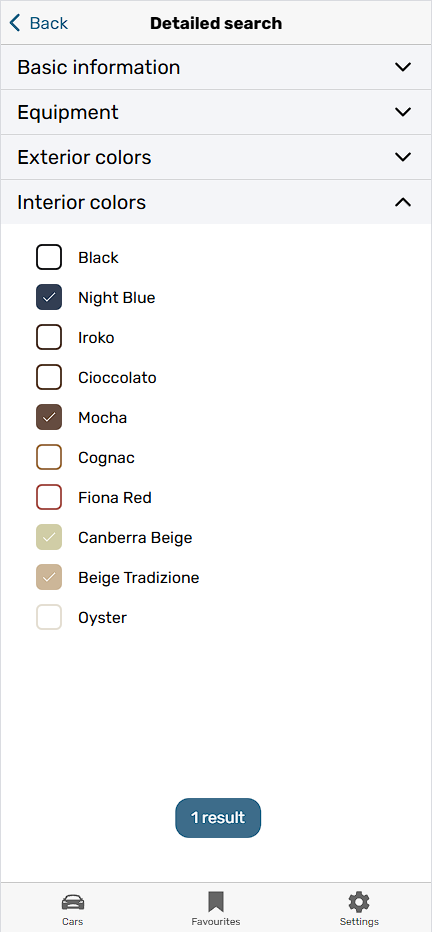 Back
Detailed search
Basic information
Equipment
Exterior colors
Interior colors
Black
Night Blue
Iroko
Cioccolato
Mocha
Cognac
Fiona Red
Canberra Beige
Beige Tradizione
Oyster
1 result
Cars
Favourites
Settings